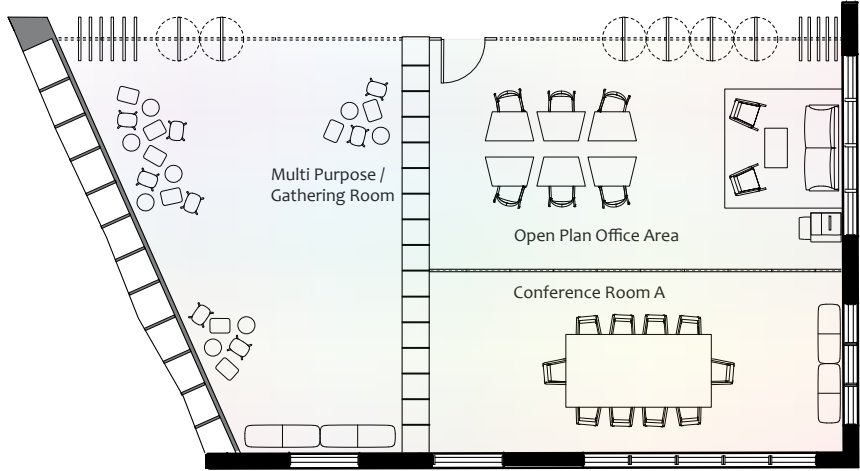 Multi Purpose /
Gathering Room
Open Plan Office Area
Conference Room A